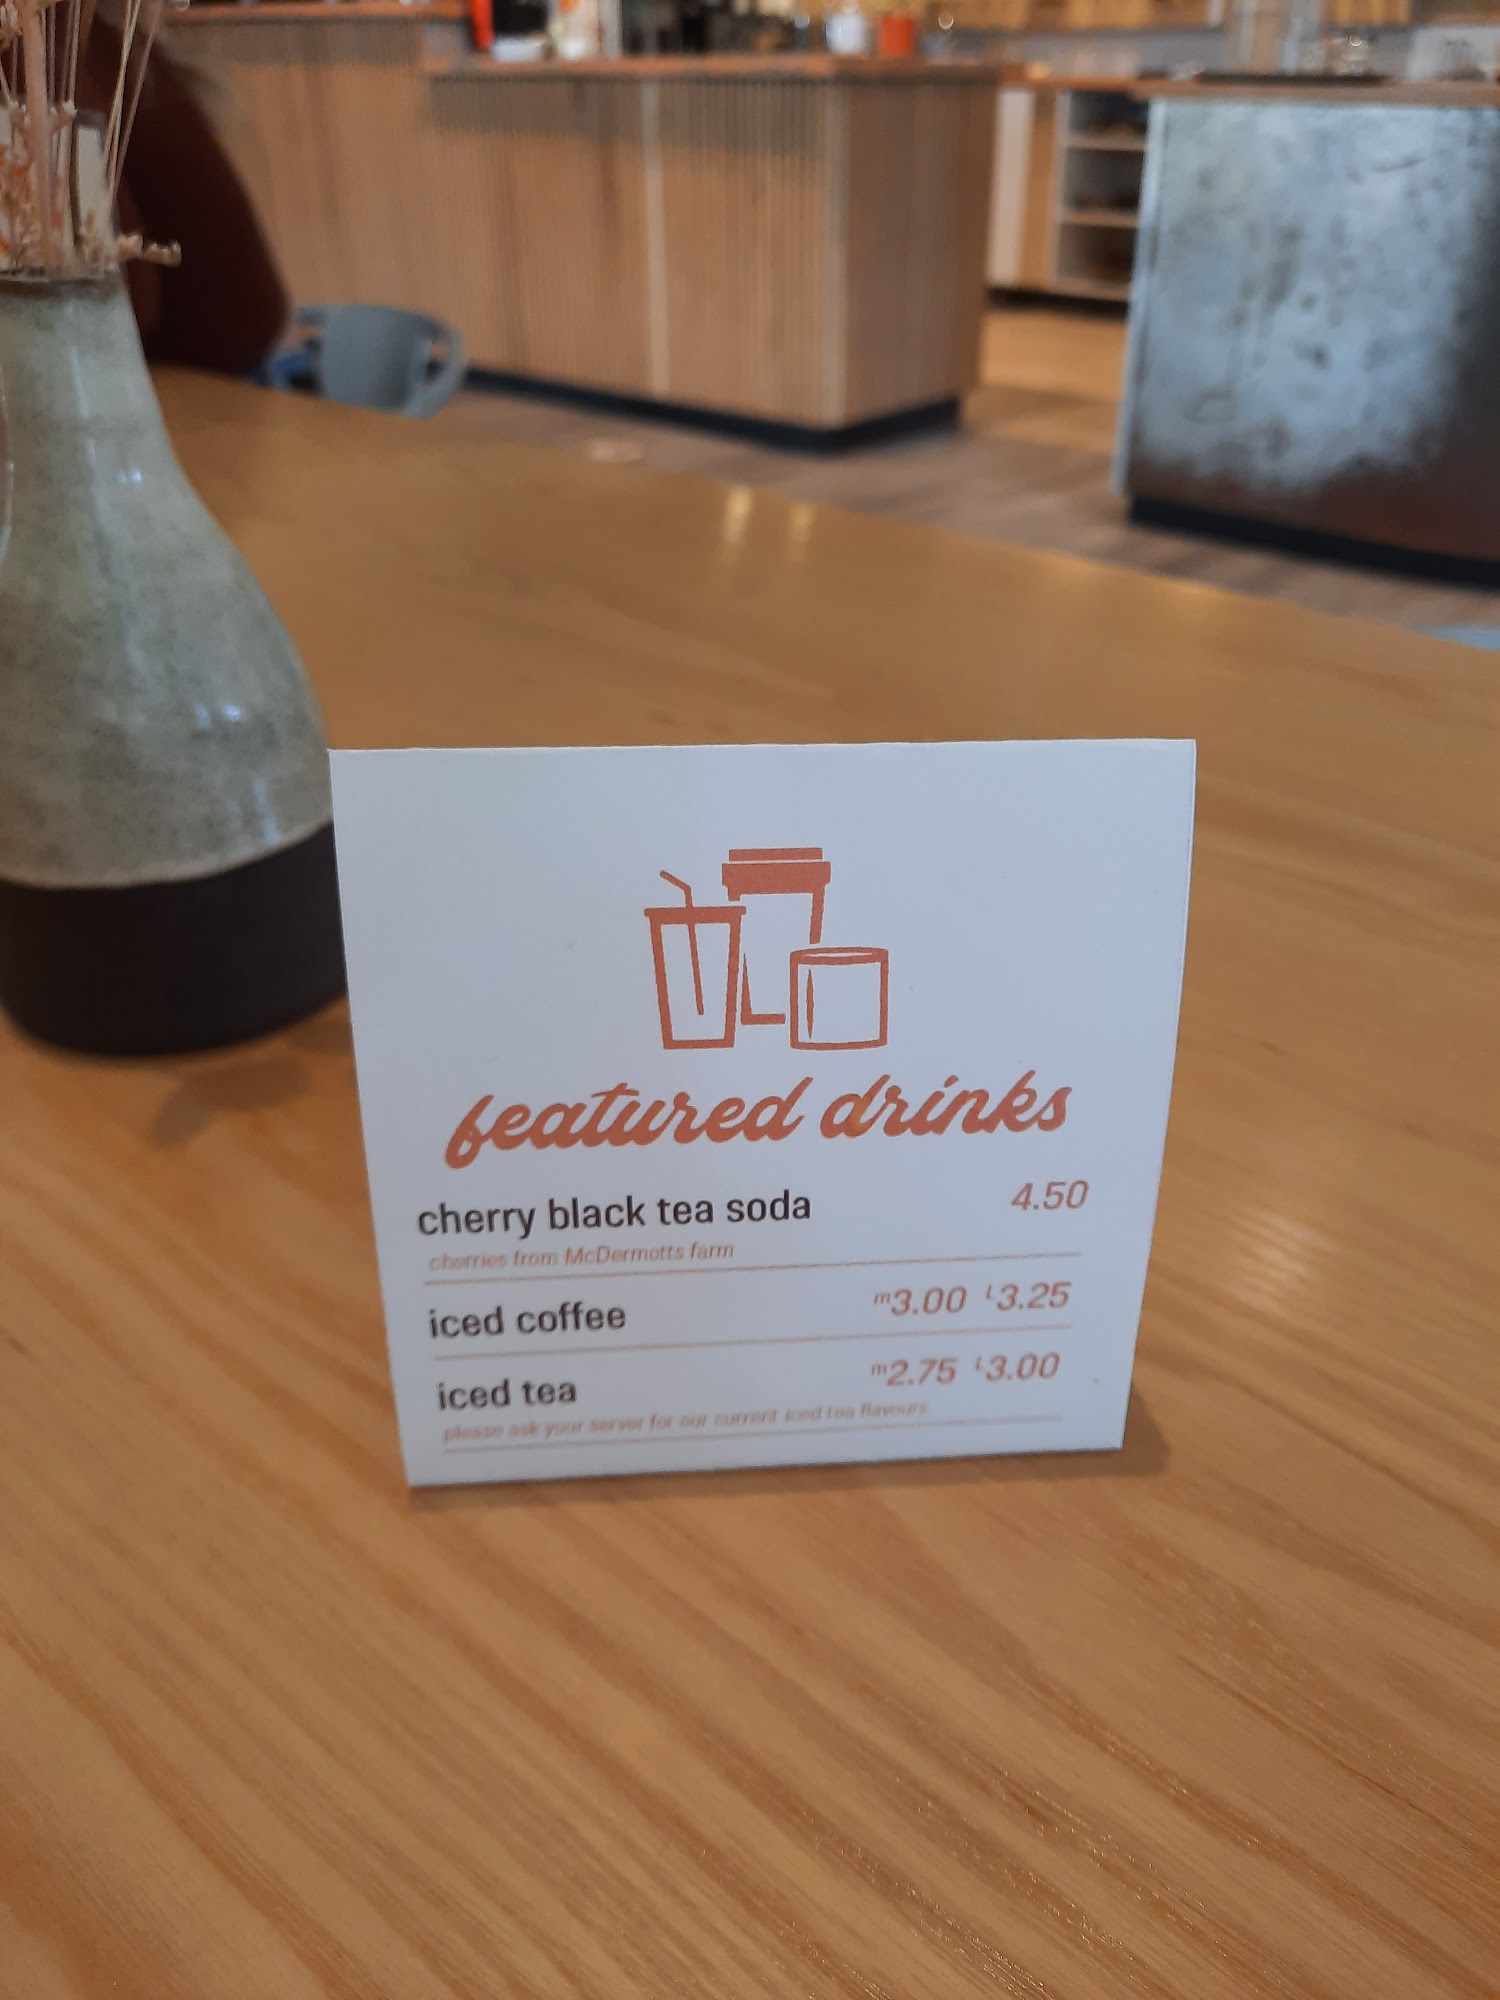 featured drinks
cherry black tea soda 4.50
cherries from McDermotts farm
iced coffee m3.00 L3.25
iced tea m2.75 L3.00
please ask your server for our current iced tea flavours